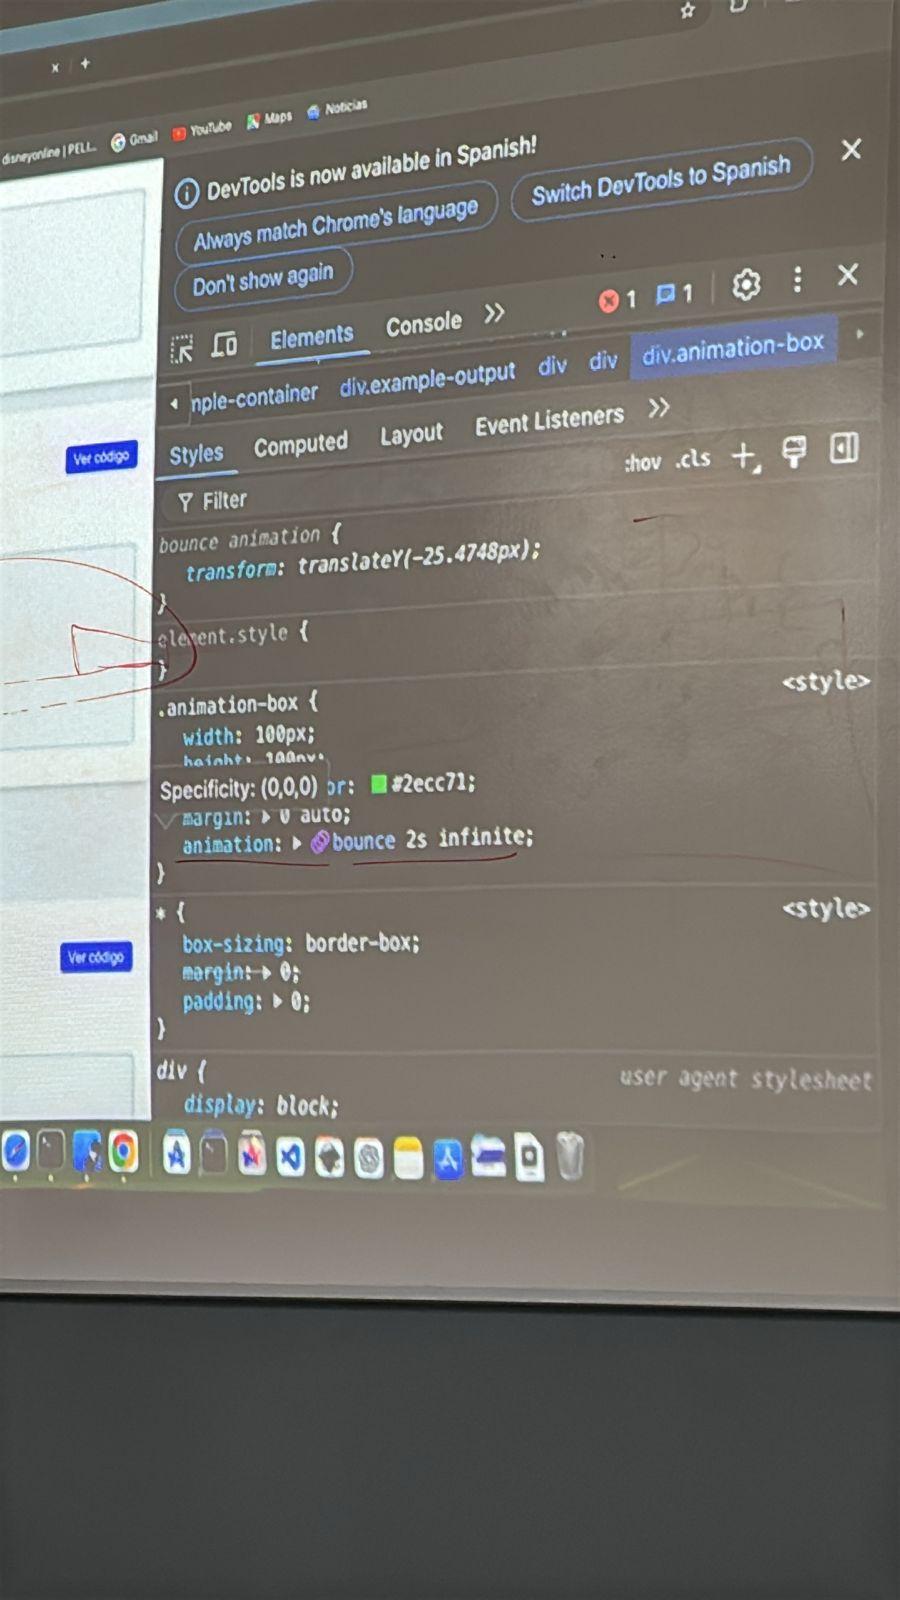 disneyonline | PELI... Gmail YouTube Maps Noticias
DevTools is now available in Spanish!
Always match Chrome's language Switch DevTools to Spanish
Don't show again
Elements Console 1 1
nple-container div.example-output div div div.animation-box
Styles Computed Layout Event Listeners
Filter :hov .cls
bounce animation {
transform: translateY(-25.4748px);
}
element.style {
}
.animation-box { <style>
width: 100px;
height: 100px;
Specificity: (0,0,0) or: #2ecc71;
margin: 0 auto;
animation: bounce 2s infinite;
}
* { <style>
box-sizing: border-box;
margin: 0;
padding: 0;
}
div { user agent stylesheet
display: block;
Ver código
Ver código